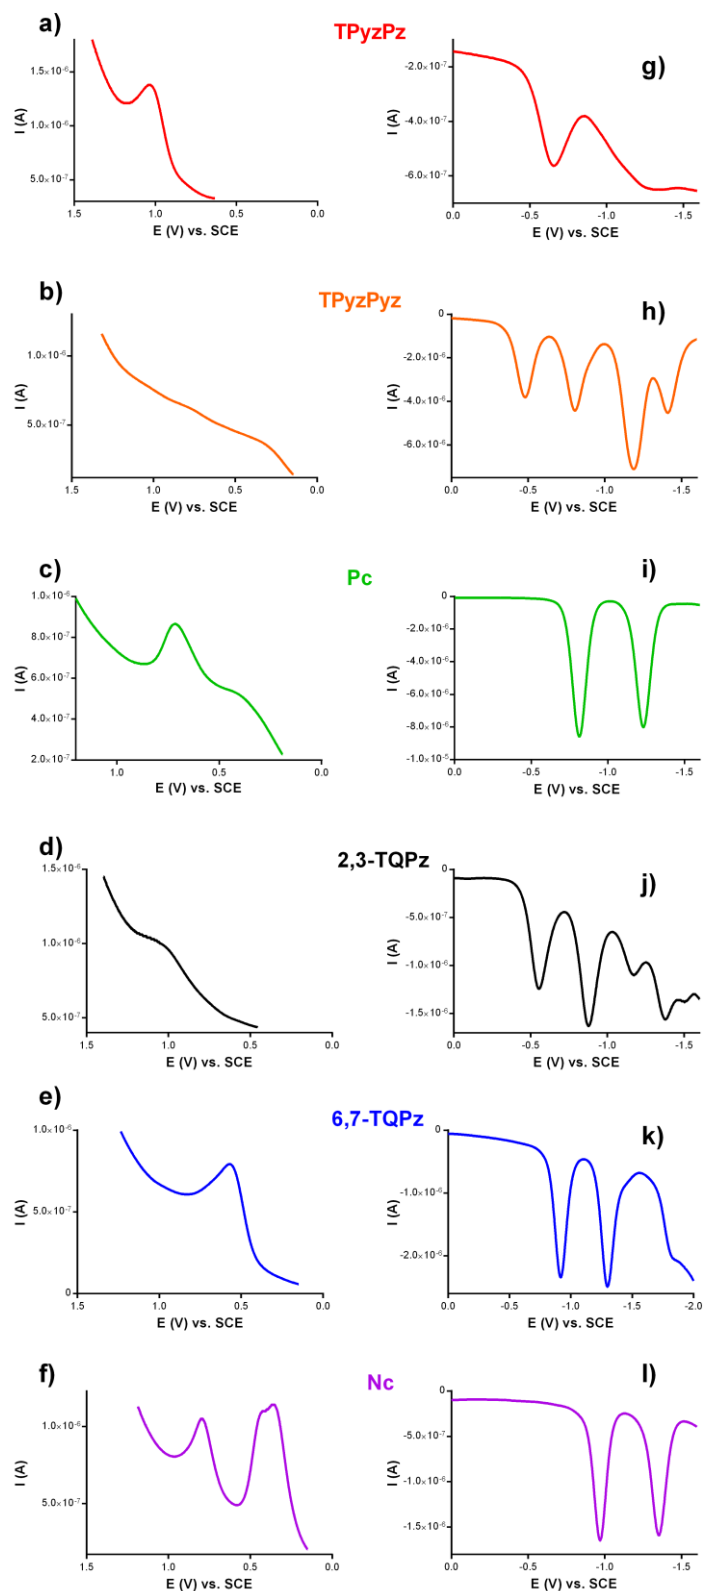 TPyzPz
a)
1.5×10⁻⁶
1.0×10⁻⁶
5.0×10⁻⁷
I (A)
1.5 1.0 0.5 0.0
E (V) vs. SCE
g)
-2.0×10⁻⁷
-4.0×10⁻⁷
-6.0×10⁻⁷
I (A)
0.0 -0.5 -1.0 -1.5
E (V) vs. SCE
TPyzPyz
b)
1.0×10⁻⁶
5.0×10⁻⁷
I (A)
1.5 1.0 0.5 0.0
E (V) vs. SCE
h)
0
-2.0×10⁻⁶
-4.0×10⁻⁶
-6.0×10⁻⁶
I (A)
0.0 -0.5 -1.0 -1.5
E (V) vs. SCE
Pc
c)
1.0×10⁻⁶
8.0×10⁻⁷
6.0×10⁻⁷
4.0×10⁻⁷
2.0×10⁻⁷
I (A)
1.0 0.5 0.0
E (V) vs. SCE
i)
0
-2.0×10⁻⁶
-4.0×10⁻⁶
-6.0×10⁻⁶
-8.0×10⁻⁶
-1.0×10⁻⁵
I (A)
0.0 -0.5 -1.0 -1.5
E (V) vs. SCE
2,3-TQPz
d)
1.5×10⁻⁶
1.0×10⁻⁶
5.0×10⁻⁷
I (A)
1.5 1.0 0.5 0.0
E (V) vs. SCE
j)
0
-5.0×10⁻⁷
-1.0×10⁻⁶
-1.5×10⁻⁶
I (A)
0.0 -0.5 -1.0 -1.5
E (V) vs. SCE
6,7-TQPz
e)
1.0×10⁻⁶
5.0×10⁻⁷
0
I (A)
1.5 1.0 0.5 0.0
E (V) vs. SCE
k)
0
-1.0×10⁻⁶
-2.0×10⁻⁶
I (A)
0.0 -0.5 -1.0 -1.5 -2.0
E (V) vs. SCE
Nc
f)
1.0×10⁻⁶
5.0×10⁻⁷
I (A)
1.5 1.0 0.5 0.0
E (V) vs. SCE
l)
0
-5.0×10⁻⁷
-1.0×10⁻⁶
-1.5×10⁻⁶
I (A)
0.0 -0.5 -1.0 -1.5
E (V) vs. SCE